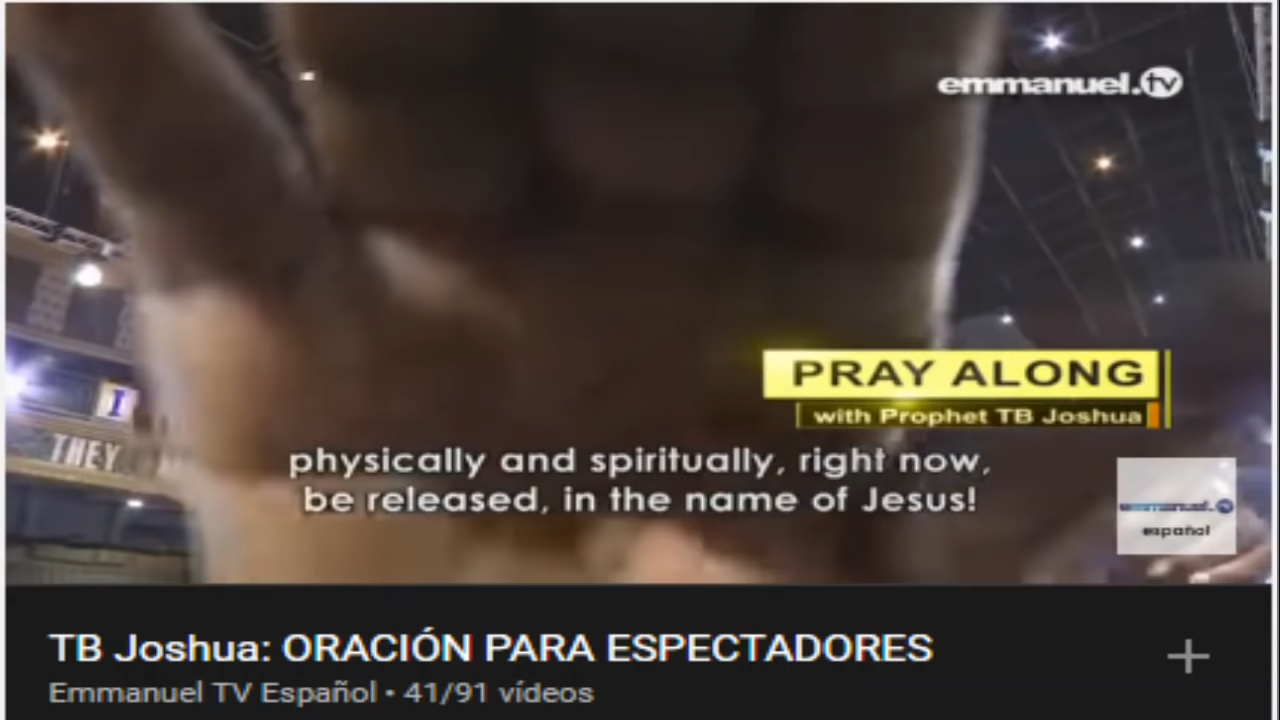 emmanuel.tv
PRAY ALONG
with Prophet TB Joshua
I
THEY
physically and spiritually, right now,
be released, in the name of Jesus!
emmanuel.tv
español
TB Joshua: ORACIÓN PARA ESPECTADORES
Emmanuel TV Español • 41/91 vídeos